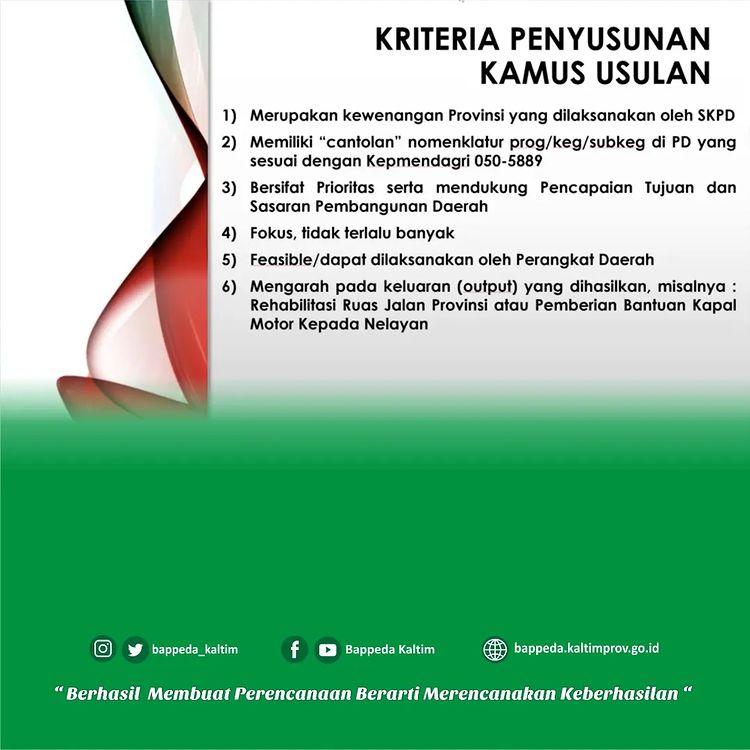 KRITERIA PENYUSUNAN
KAMUS USULAN
1) Merupakan kewenangan Provinsi yang dilaksanakan oleh SKPD
2) Memiliki “cantolan” nomenklatur prog/keg/subkeg di PD yang
sesuai dengan Kepmendagri 050-5889
3) Bersifat Prioritas serta mendukung Pencapaian Tujuan dan
Sasaran Pembangunan Daerah
4) Fokus, tidak terlalu banyak
5) Feasible/dapat dilaksanakan oleh Perangkat Daerah
6) Mengarah pada keluaran (output) yang dihasilkan, misalnya :
Rehabilitasi Ruas Jalan Provinsi atau Pemberian Bantuan Kapal
Motor Kepada Nelayan
bappeda_kaltim Bappeda Kaltim bappeda.kaltimprov.go.id
“ Berhasil Membuat Perencanaan Berarti Merencanakan Keberhasilan “